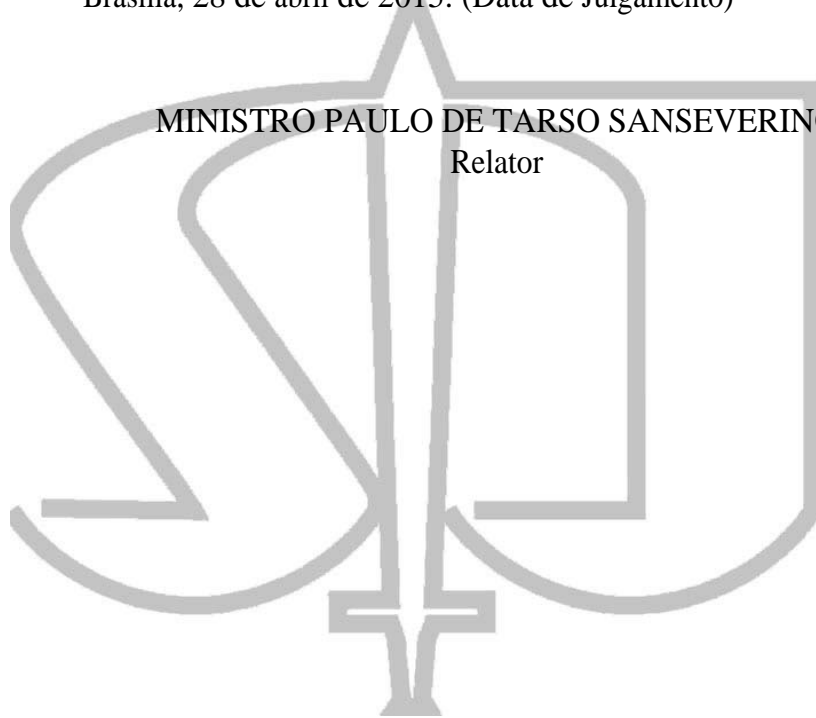 Brasília, 28 de abril de 2015. (Data de Julgamento)
MINISTRO PAULO DE TARSO SANSEVERINO
Relator